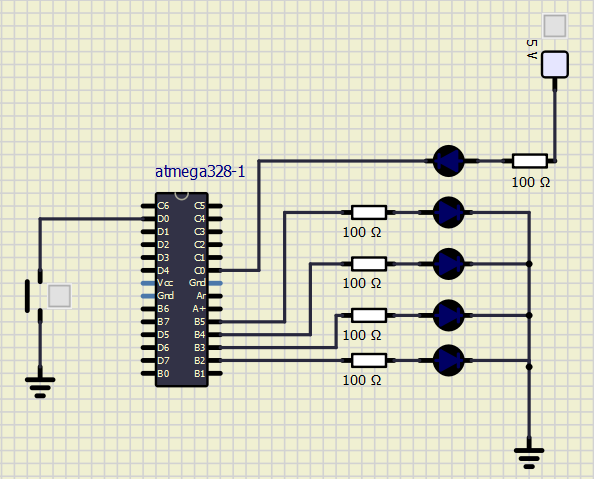 5 V
100 Ω
atmega328-1
C6 C5
D0 C4
D1 C3
D2 C2
D3 C1
D4 C0
Vcc Gnd
Gnd Ar
B6 A+
B7 B5
D5 B4
D6 B3
D7 B2
B0 B1
100 Ω
100 Ω
100 Ω
100 Ω